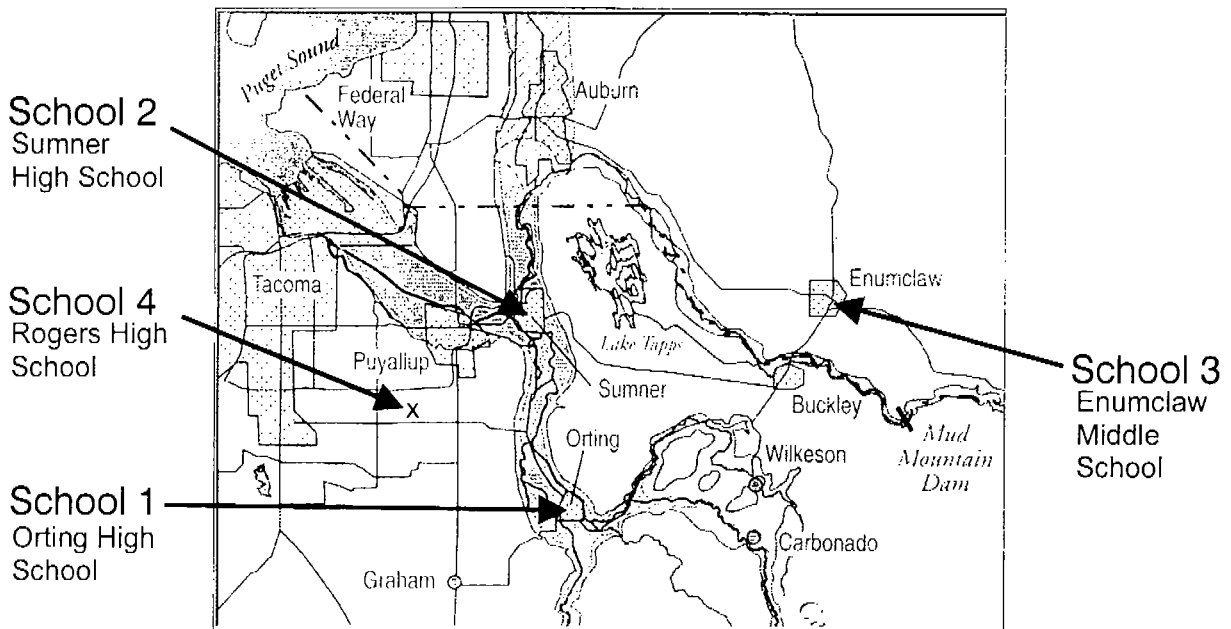 School 2
Sumner
High School
School 4
Rogers High
School
School 1
Orting High
School
Puget Sound
Federal
Way
Auburn
Tacoma
Enumclaw
Lake Tapps
Puyallup
X
Sumner
Buckley
Orting
Wilkeson
Mud
Mountain
Dam
Carbonado
Graham
School 3
Enumclaw
Middle
School